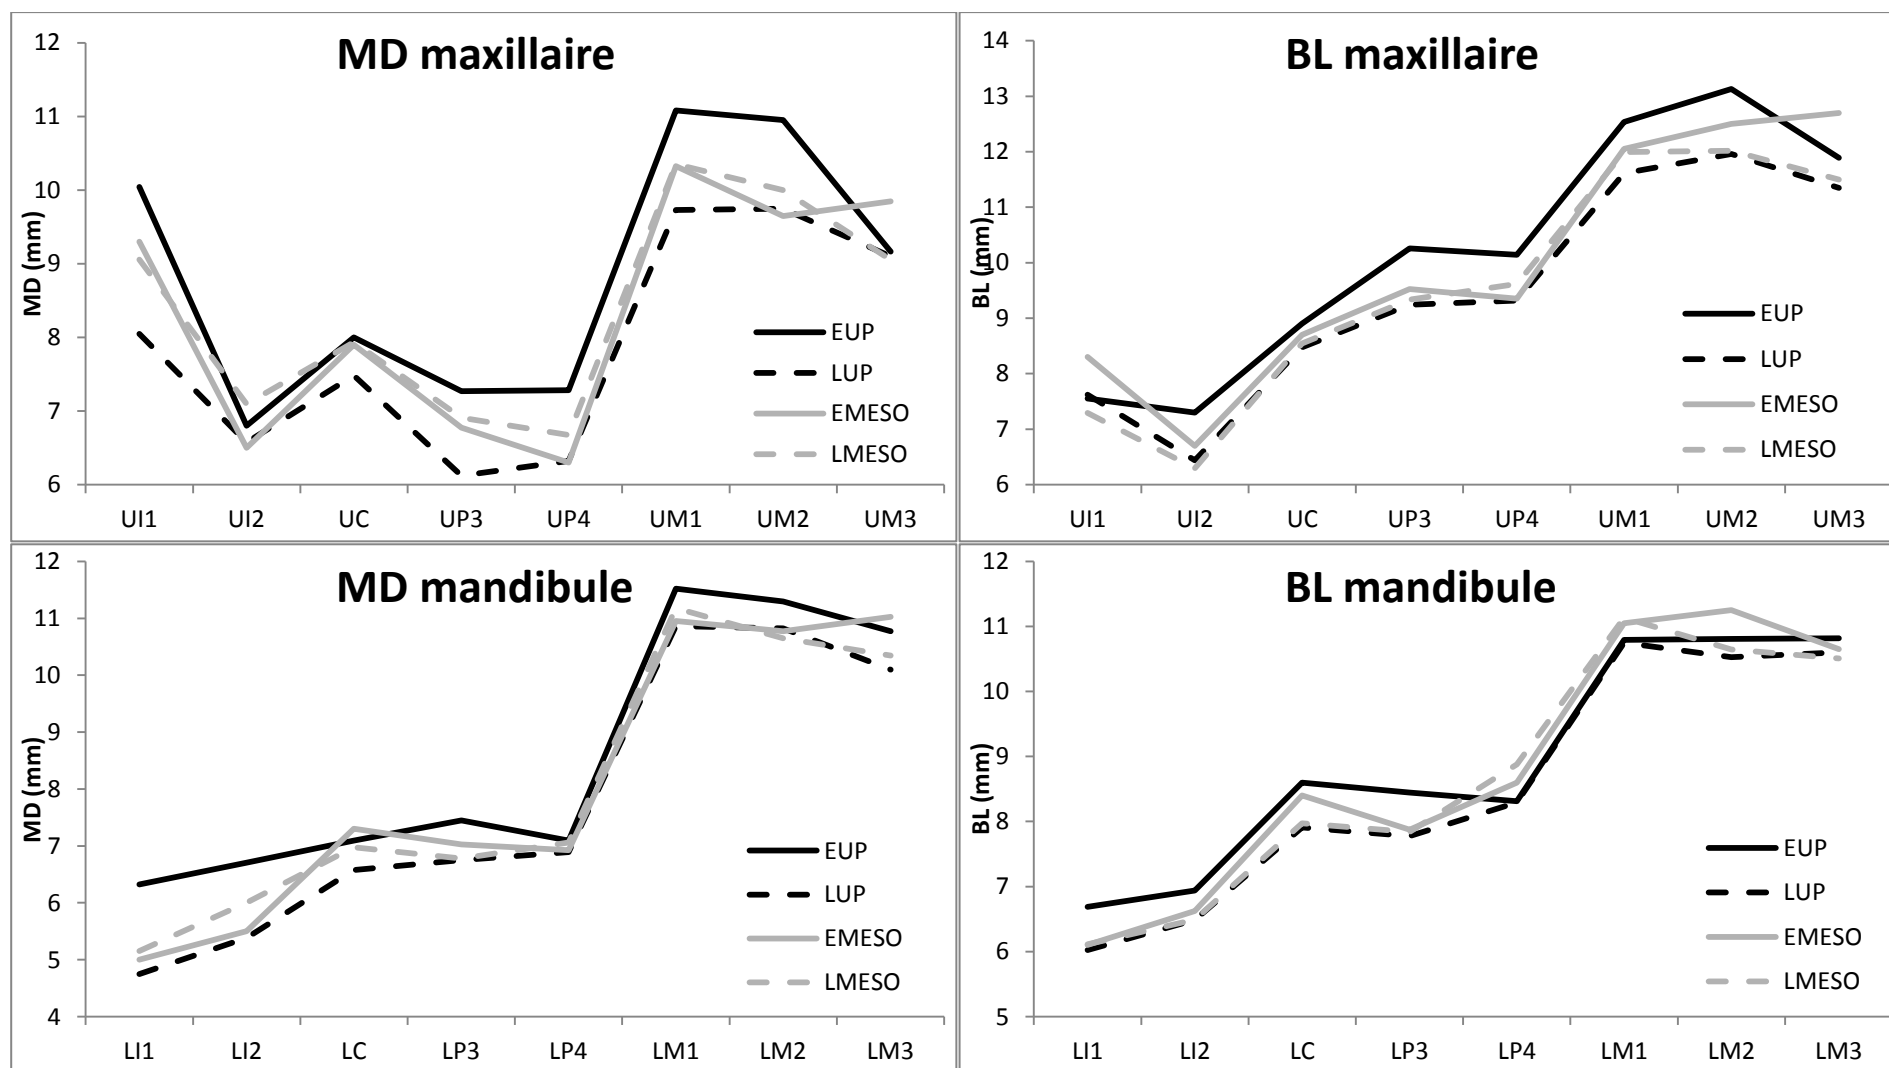 MD maxillaire
MD (mm)
12
11
10
9
8
7
6
UI1 UI2 UC UP3 UP4 UM1 UM2 UM3
EUP
LUP
EMESO
LMESO
BL maxillaire
BL (mm)
14
13
12
11
10
9
8
7
6
UI1 UI2 UC UP3 UP4 UM1 UM2 UM3
EUP
LUP
EMESO
LMESO
MD mandibule
MD (mm)
12
11
10
9
8
7
6
5
4
LI1 LI2 LC LP3 LP4 LM1 LM2 LM3
EUP
LUP
EMESO
LMESO
BL mandibule
BL (mm)
12
11
10
9
8
7
6
5
LI1 LI2 LC LP3 LP4 LM1 LM2 LM3
EUP
LUP
EMESO
LMESO